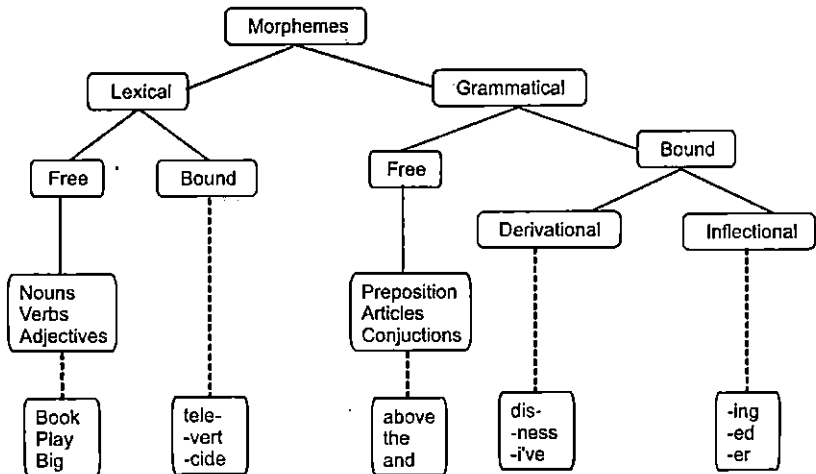 Morphemes
Lexical
Grammatical
Free
Bound
Free
Bound
Derivational
Inflectional
Nouns
Verbs
Adjectives
Preposition
Articles
Conjuctions
Book
Play
Big
tele-
-vert
-cide
above
the
and
dis-
-ness
-i've
-ing
-ed
-er